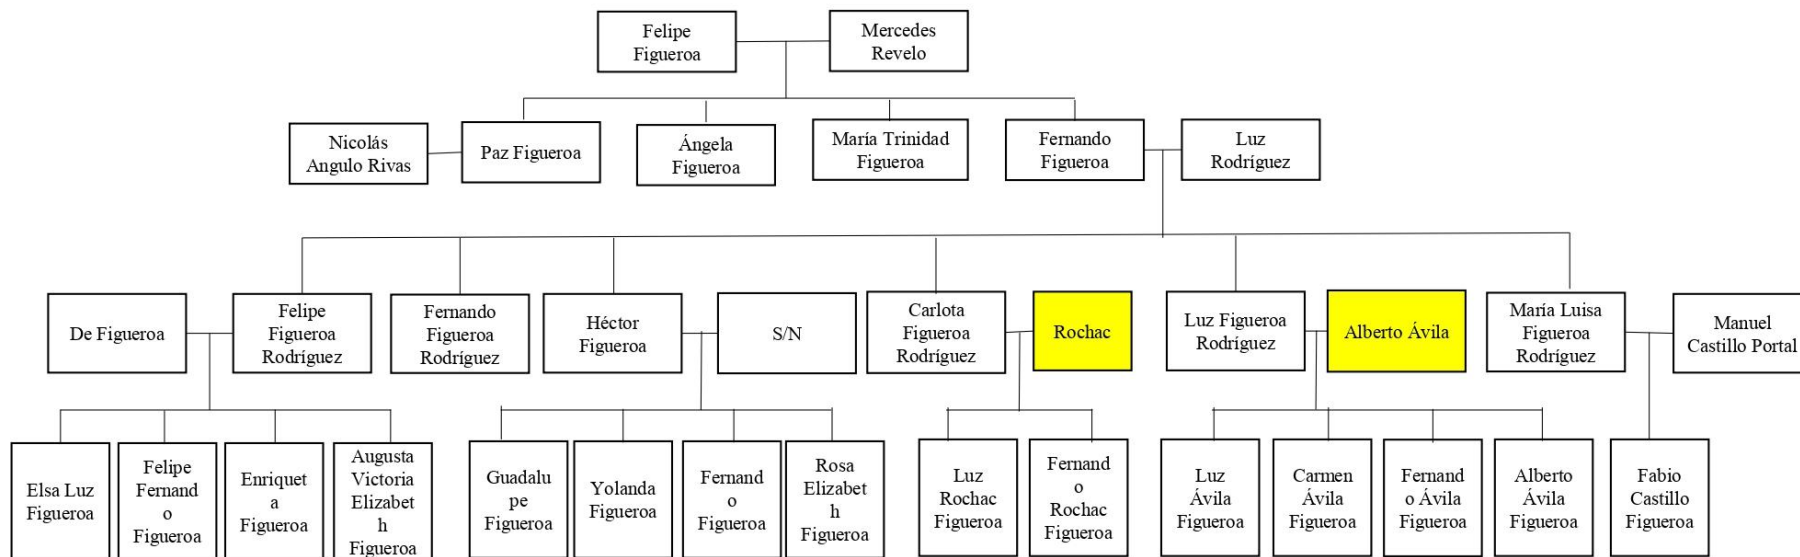 Felipe
Figueroa
Mercedes
Revelo
Nicolás
Angulo Rivas
Paz Figueroa
Ángela
Figueroa
María Trinidad
Figueroa
Fernando
Figueroa
Luz
Rodríguez
De Figueroa
Felipe
Figueroa
Rodríguez
Fernando
Figueroa
Rodríguez
Héctor
Figueroa
S/N
Carlota
Figueroa
Rodríguez
Rochac
Luz Figueroa
Rodríguez
Alberto Ávila
María Luisa
Figueroa
Rodríguez
Manuel
Castillo Portal
Elsa Luz
Figueroa
Felipe
Fernand
o
Figueroa
Enriquet
a
Figueroa
Augusta
Victoria
Elizabet
h
Figueroa
Guadalu
pe
Figueroa
Yolanda
Figueroa
Fernand
o
Figueroa
Rosa
Elizabet
h
Figueroa
Luz
Rochac
Figueroa
Fernand
o
Rochac
Figueroa
Luz
Ávila
Figueroa
Carmen
Ávila
Figueroa
Fernand
o Ávila
Figueroa
Alberto
Ávila
Figueroa
Fabio
Castillo
Figueroa